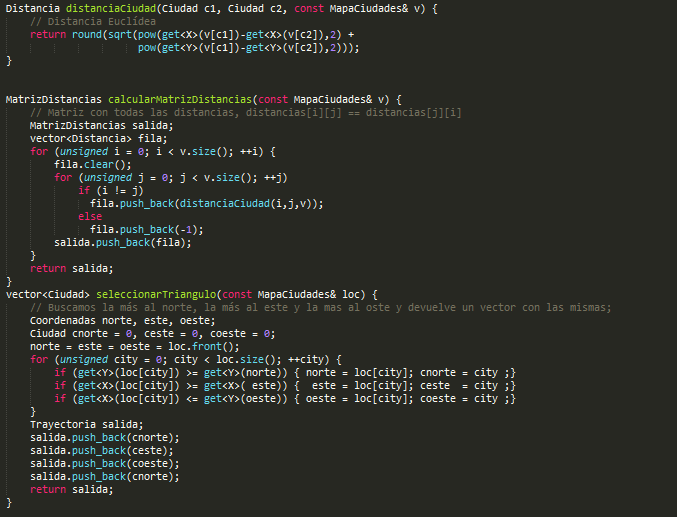 Distancia distanciaCiudad(Ciudad c1, Ciudad c2, const MapaCiudades& v) {
    // Distancia Euclídea
    return round(sqrt(pow(get<X>(v[c1])-get<X>(v[c2]),2) +
                      pow(get<Y>(v[c1])-get<Y>(v[c2]),2)));
}

MatrizDistancias calcularMatrizDistancias(const MapaCiudades& v) {
    // Matriz con todas las distancias, distancias[i][j] == distancias[j][i]
    MatrizDistancias salida;
    vector<Distancia> fila;
    for (unsigned i = 0; i < v.size(); ++i) {
        fila.clear();
        for (unsigned j = 0; j < v.size(); ++j)
            if (i != j)
              fila.push_back(distanciaCiudad(i,j,v));
            else
              fila.push_back(-1);
        salida.push_back(fila);
    }
    return salida;
}
vector<Ciudad> seleccionarTriangulo(const MapaCiudades& loc) {
    // Buscamos la más al norte, la más al este y la mas al oste y devuelve un vector con las mismas;
    Coordenadas norte, este, oeste;
    Ciudad cnorte = 0, ceste = 0, coeste = 0;
    norte = este = oeste = loc.front();
    for (unsigned city = 0; city < loc.size(); ++city) {
        if (get<Y>(loc[city]) >= get<Y>(norte)) { norte = loc[city]; cnorte = city ;}
        if (get<X>(loc[city]) >= get<X>( este)) {  este = loc[city]; ceste  = city ;}
        if (get<X>(loc[city]) <= get<Y>(oeste)) { oeste = loc[city]; coeste = city ;}
    }
    Trayectoria salida;
    salida.push_back(cnorte);
    salida.push_back(ceste);
    salida.push_back(coeste);
    salida.push_back(cnorte);
    return salida;
}